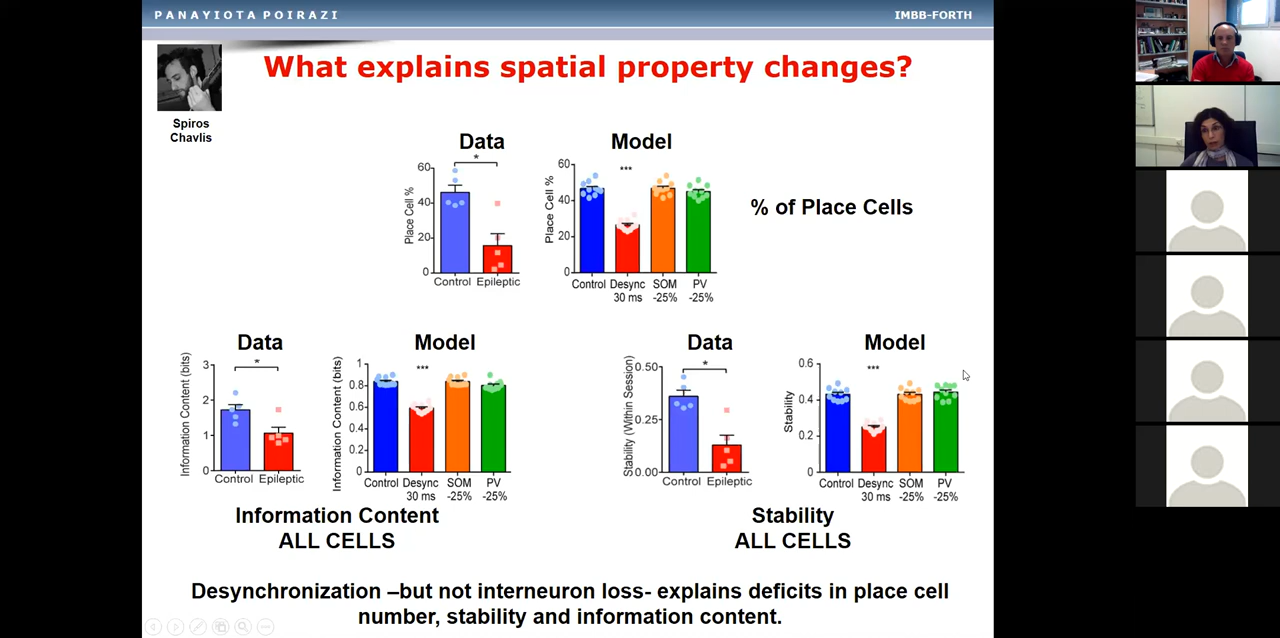 PANAYIOTA POIRAZI
IMBB-FORTH
What explains spatial property changes?
Spiros
Chavlis
Data
Model
*
***
Place Cell %
60
40
20
0
Control
Epileptic
Place Cell %
60
40
20
0
Control
Desync
30 ms
SOM
-25%
PV
-25%
% of Place Cells
Data
Model
*
***
Information Content (bits)
3
2
1
0
Control
Epileptic
Information Content (bits)
1
0.8
0.6
0.4
0.2
0
Control
Desync
30 ms
SOM
-25%
PV
-25%
Information Content
ALL CELLS
Data
Model
*
***
Stability (Within Session)
0.50
0.25
0.00
Control
Epileptic
Stability
0.6
0.4
0.2
0
Control
Desync
30 ms
SOM
-25%
PV
-25%
Stability
ALL CELLS
Desynchronization –but not interneuron loss- explains deficits in place cell
number, stability and information content.